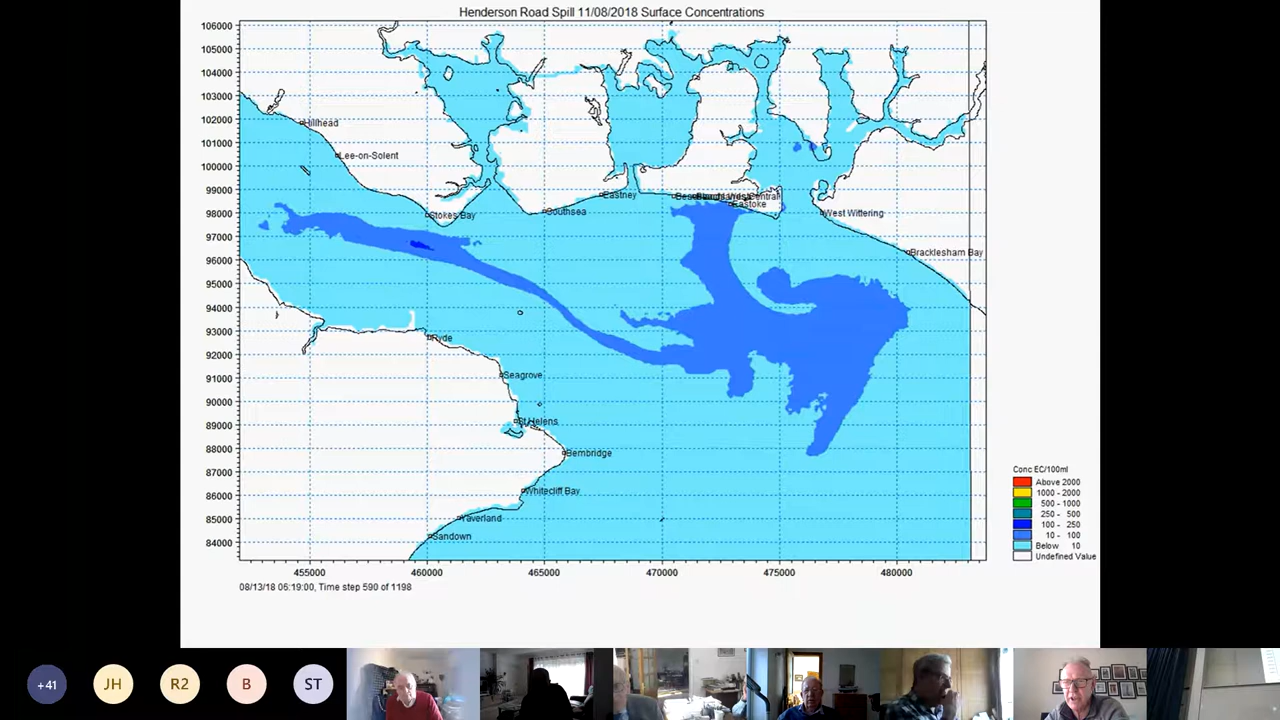 Henderson Road Spill 11/08/2018 Surface Concentrations
106000
105000
104000
103000
102000
101000
100000
99000
98000
97000
96000
95000
94000
93000
92000
91000
90000
89000
88000
87000
86000
85000
84000
Hillhead
Lee-on-Solent
Stokes Bay
Southsea
Eastney
Central
Eastoke
West Wittering
Bracklesham Bay
Ryde
Seagrove
St Helens
Bembridge
Whitecliff Bay
Yaverland
Sandown
455000 460000 465000 470000 475000 480000
08/13/18 05:19:00, Time step 590 of 1198
Conc EC/100ml
Above 2000
1000 - 2000
500 - 1000
250 - 500
100 - 250
10 - 100
Below 10
Undefined Value
+41
JH
R2
B
ST